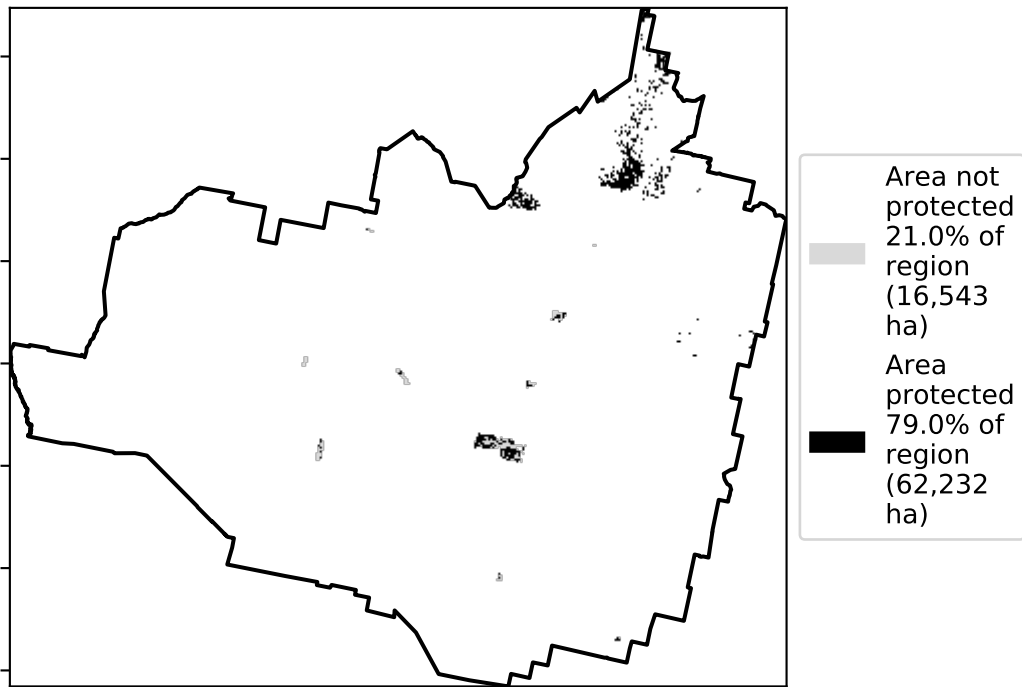 Area not
protected
21.0% of
region
(16,543
ha)
Area
protected
79.0% of
region
(62,232
ha)